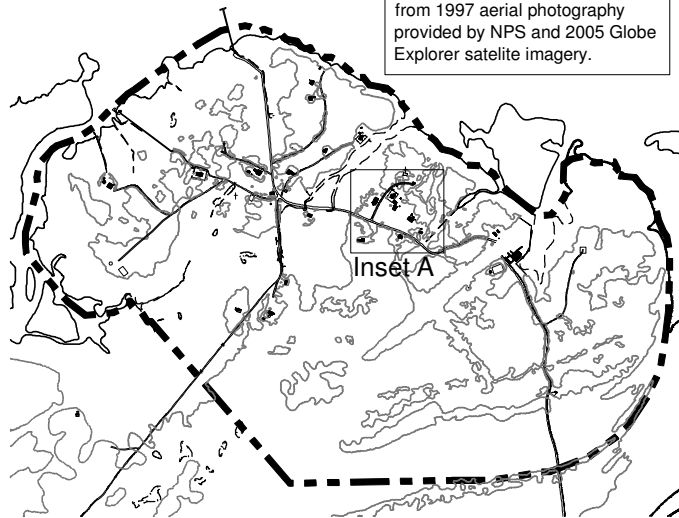 from 1997 aerial photography
provided by NPS and 2005 Globe
Explorer satelite imagery.
Inset A